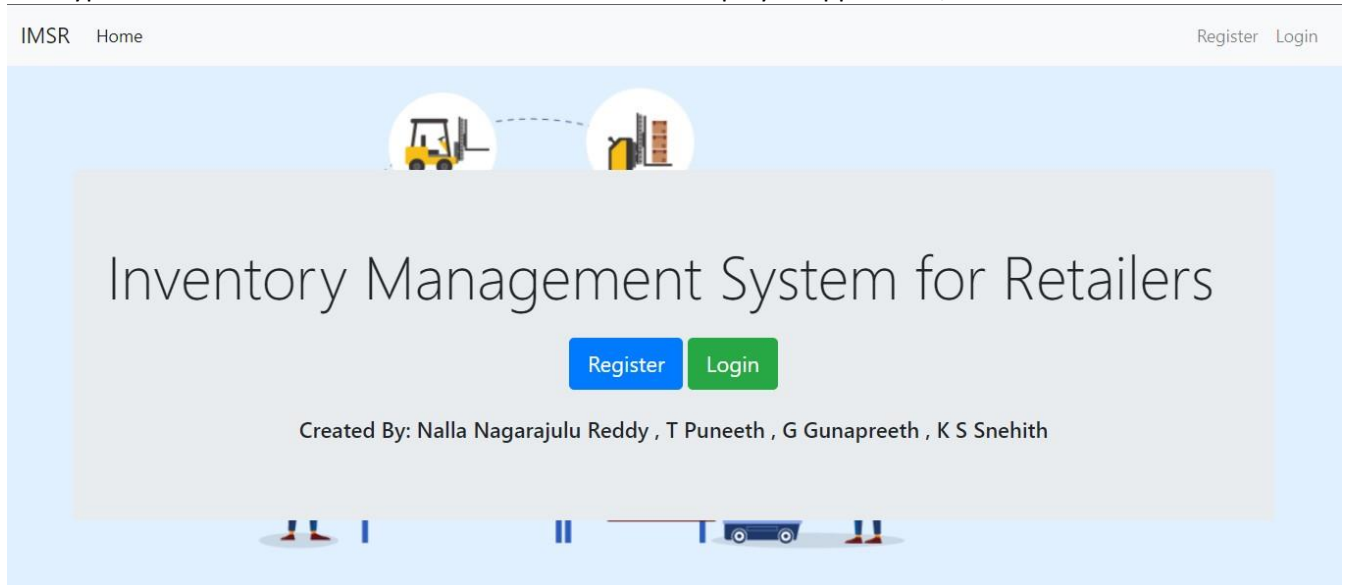 IMSR Home Register Login
Inventory Management System for Retailers
Register Login
Created By: Nalla Nagarajulu Reddy , T Puneeth , G Gunapreeth , K S Snehith